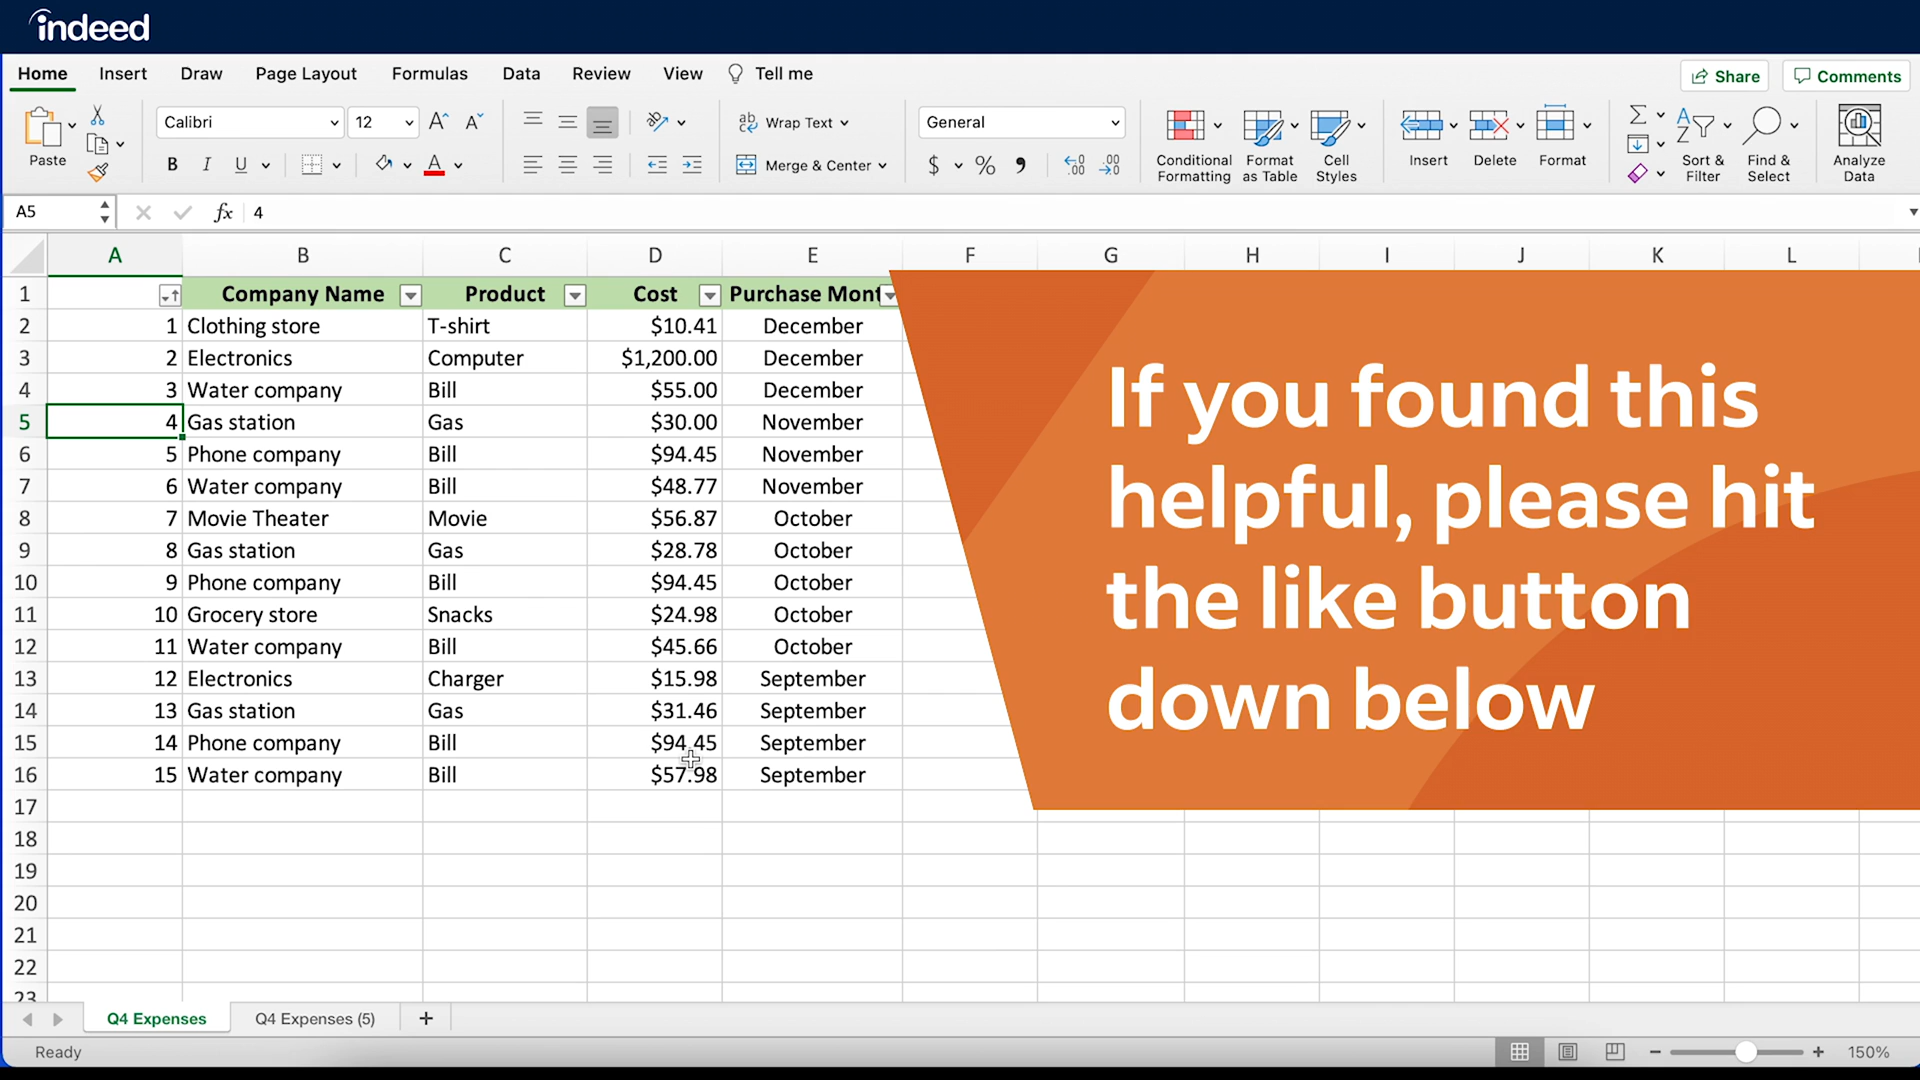 indeed
Home Insert Draw Page Layout Formulas Data Review View Tell me Share Comments
Paste Calibri 12 A A Wrap Text General Conditional Formatting Format as Table Cell Styles Insert Delete Format Sort & Filter Find & Select Analyze Data
B I U A Merge & Center $ % 9 .00 .00
A5 fx 4
A B C D E F G H I J K L
1 Company Name Product Cost Purchase Mont
2 1 Clothing store T-shirt $10.41 December
3 2 Electronics Computer $1,200.00 December
4 3 Water company Bill $55.00 December
5 4 Gas station Gas $30.00 November
6 5 Phone company Bill $94.45 November
7 6 Water company Bill $48.77 November
8 7 Movie Theater Movie $56.87 October
9 8 Gas station Gas $28.78 October
10 9 Phone company Bill $94.45 October
11 10 Grocery store Snacks $24.98 October
12 11 Water company Bill $45.66 October
13 12 Electronics Charger $15.98 September
14 13 Gas station Gas $31.46 September
15 14 Phone company Bill $94.45 September
16 15 Water company Bill $57.98 September
17
18
19
20
21
22
23
If you found this
helpful, please hit
the like button
down below
Q4 Expenses Q4 Expenses (5) +
Ready 150%